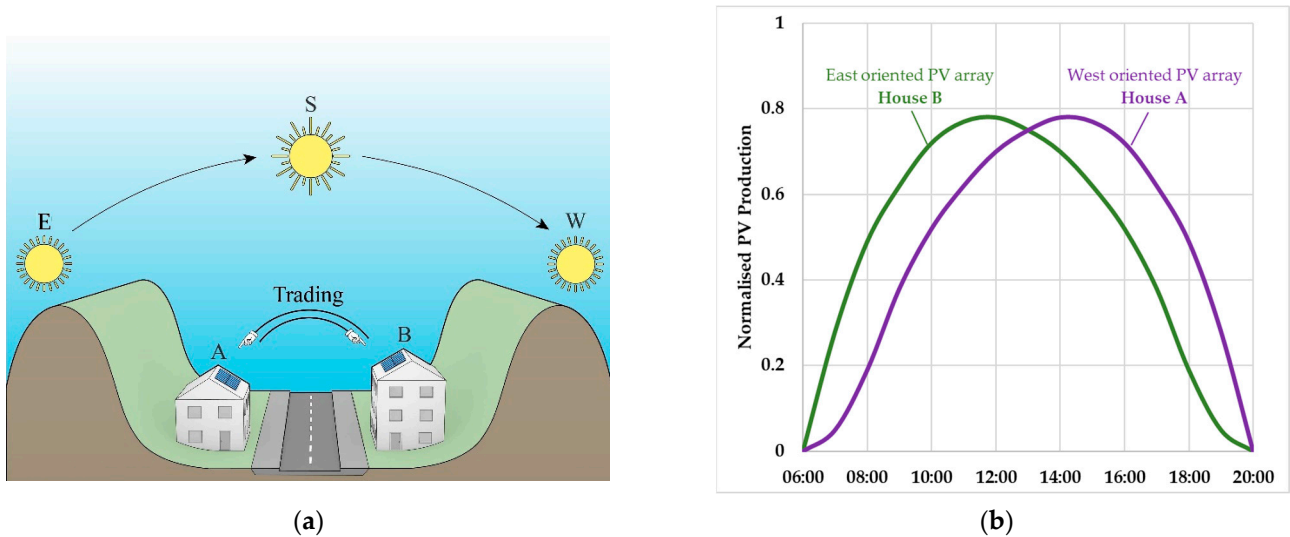 S
E
W
Trading
A
B
(a)
1
0.8
0.6
0.4
0.2
0
Normalised PV Production
East oriented PV array
House B
West oriented PV array
House A
06:00 08:00 10:00 12:00 14:00 16:00 18:00 20:00
(b)